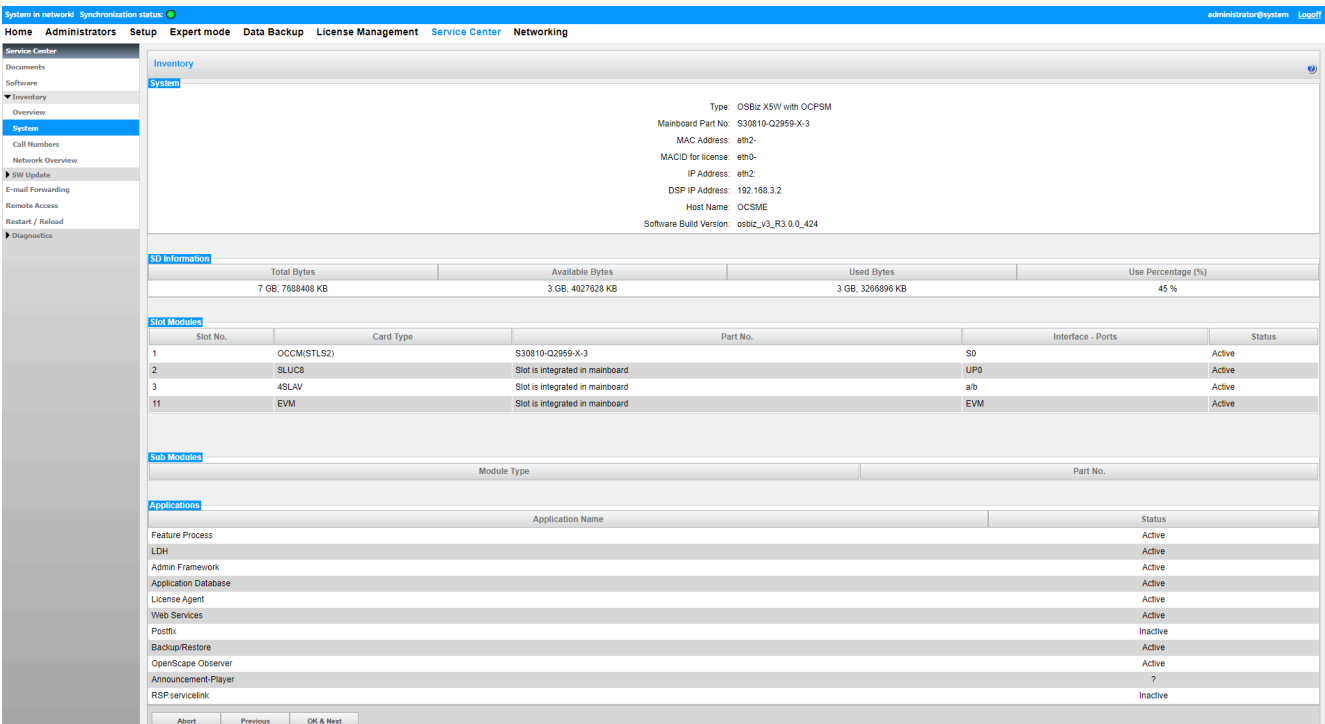 System in network! Synchronization status:
administrator@system Logoff
Home Administrators Setup Expert mode Data Backup License Management Service Center Networking
Service Center
Documents
Software
Inventory
Overview
System
Call Numbers
Network Overview
SW Update
E-mail Forwarding
Remote Access
Restart / Reload
Diagnostics
Inventory
System
Type: OSBiz X5W with OCPSM
Mainboard Part No: S30810-Q2959-X-3
MAC Address: eth2-
MACID for license: eth0-
IP Address: eth2:
DSP IP Address: 192.168.3.2
Host Name: OCSME
Software Build Version: osbiz_v3_R3.0.0_424
SD Information
Total Bytes Available Bytes Used Bytes Use Percentage (%)
7 GB, 7688408 KB 3 GB, 4027628 KB 3 GB, 3266896 KB 45 %
Slot Modules
Slot No. Card Type Part No. Interface - Ports Status
1 OCCM(STLS2) S30810-Q2959-X-3 S0 Active
2 SLUC8 Slot is integrated in mainboard UP0 Active
3 4SLAV Slot is integrated in mainboard a/b Active
11 EVM Slot is integrated in mainboard EVM Active
Sub Modules
Module Type Part No.
Applications
Application Name Status
Feature Process Active
LDH Active
Admin Framework Active
Application Database Active
License Agent Active
Web Services Active
Postfix Inactive
Backup/Restore Active
OpenScape Observer Active
Announcement-Player ?
RSP.servicelink Inactive
Abort Previous OK & Next